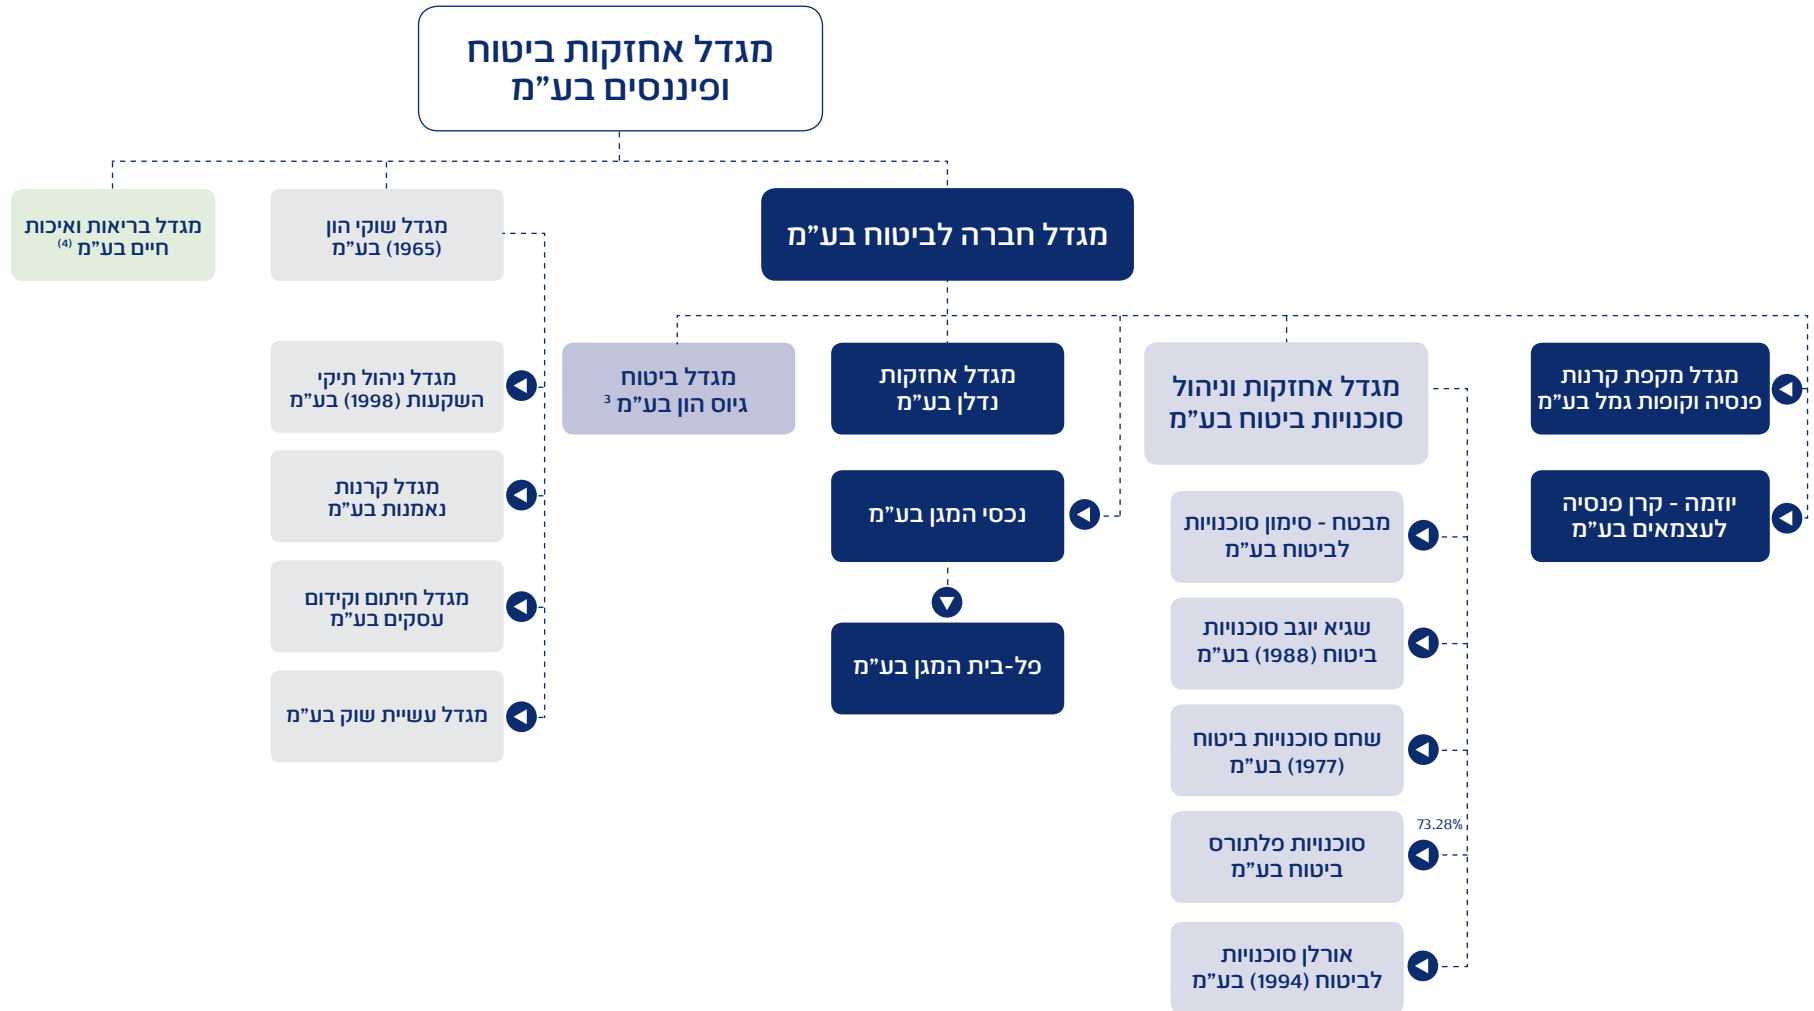 מגדל אחזקות ביטוח
ופיננסים בע"מ
מגדל חברה לביטוח בע"מ
מגדל שוקי הון
(1965) בע"מ
מגדל בריאות ואיכות
חיים בע"מ (4)
מגדל מקפת קרנות
פנסיה וקופות גמל בע"מ
יוזמה - קרן פנסיה
לעצמאים בע"מ
מגדל אחזקות וניהול
סוכנויות ביטוח בע"מ
מבטח - סימון סוכנויות
לביטוח בע"מ
שגיא יוגב סוכנויות
ביטוח (1988) בע"מ
שחם סוכנויות ביטוח
(1977) בע"מ
73.28%
סוכנויות פלתורס
ביטוח בע"מ
אורלן סוכנויות
לביטוח (1994) בע"מ
מגדל אחזקות
נדלן בע"מ
נכסי המגן בע"מ
פל-בית המגן בע"מ
מגדל ביטוח
גיוס הון בע"מ 3
מגדל ניהול תיקי
השקעות (1998) בע"מ
מגדל קרנות
נאמנות בע"מ
מגדל חיתום וקידום
עסקים בע"מ
מגדל עשיית שוק בע"מ